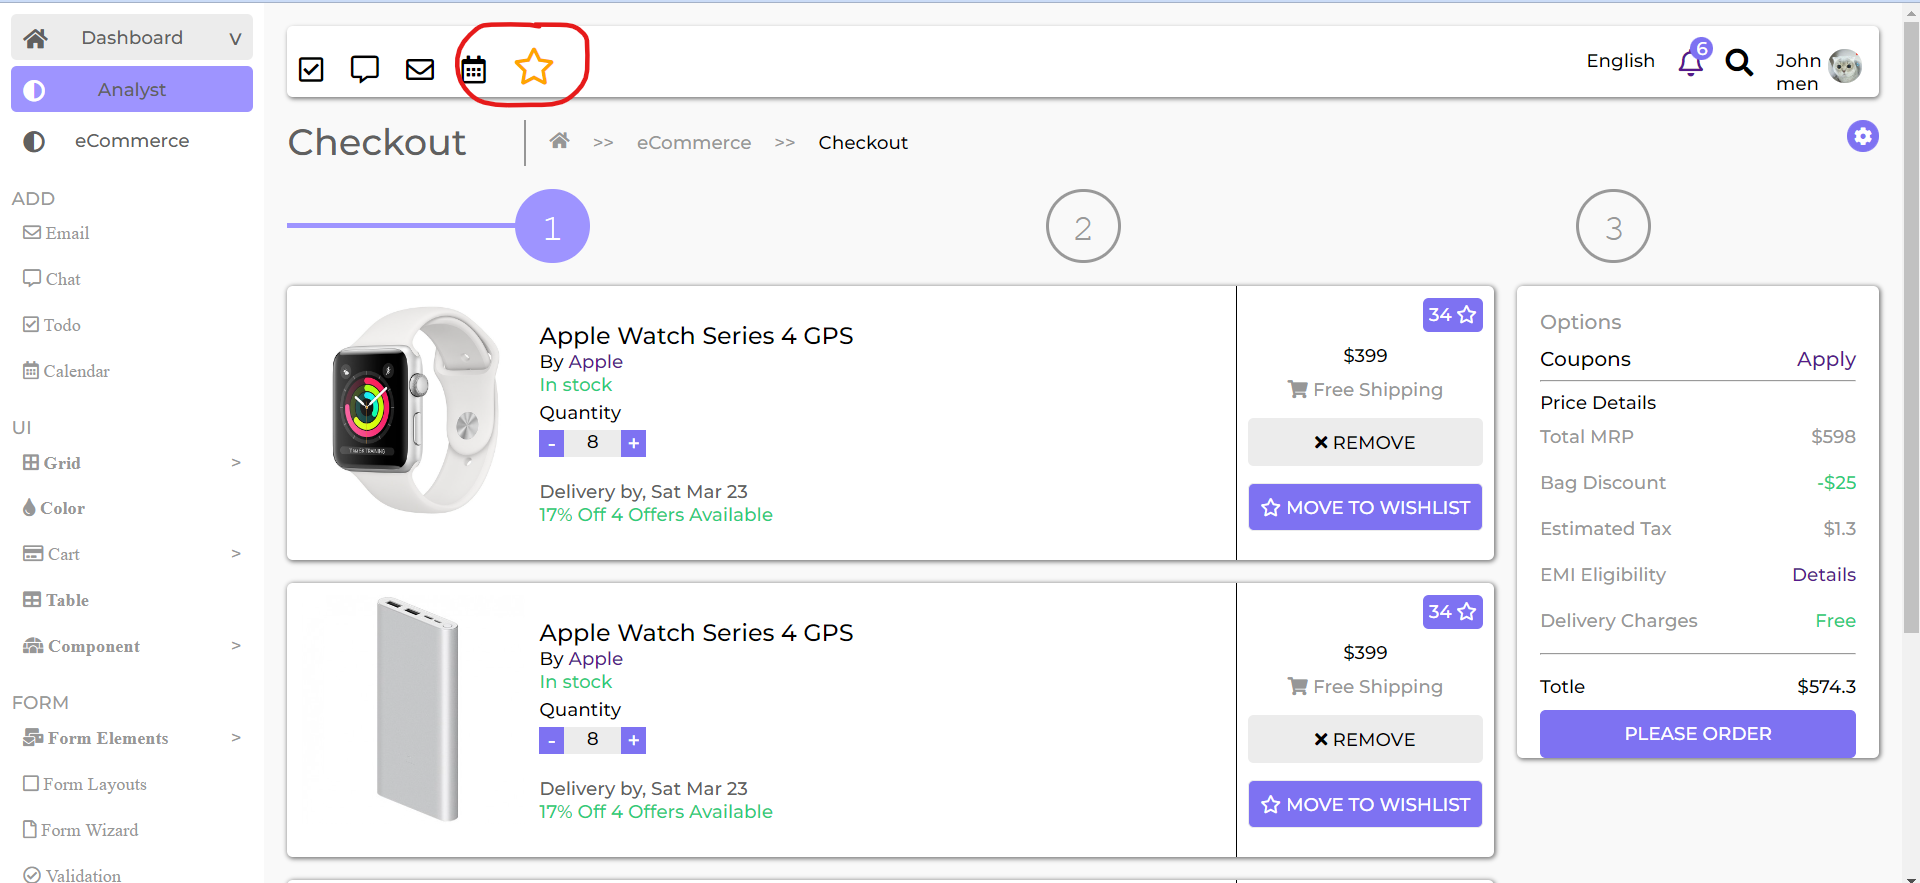 Dashboard v
Analyst
eCommerce
ADD
Email
Chat
Todo
Calendar
UI
Grid >
Color
Cart >
Table
Component >
FORM
Form Elements >
Form Layouts
Form Wizard
Validation
English
6
John
men
Checkout
>> eCommerce >> Checkout
1 2 3
Apple Watch Series 4 GPS
By Apple
In stock
Quantity
- 8 +
Delivery by, Sat Mar 23
17% Off 4 Offers Available
34
$399
Free Shipping
REMOVE
MOVE TO WISHLIST
Apple Watch Series 4 GPS
By Apple
In stock
Quantity
- 8 +
Delivery by, Sat Mar 23
17% Off 4 Offers Available
34
$399
Free Shipping
REMOVE
MOVE TO WISHLIST
Options
Coupons Apply
Price Details
Total MRP $598
Bag Discount -$25
Estimated Tax $1.3
EMI Eligibility Details
Delivery Charges Free
Totle $574.3
PLEASE ORDER